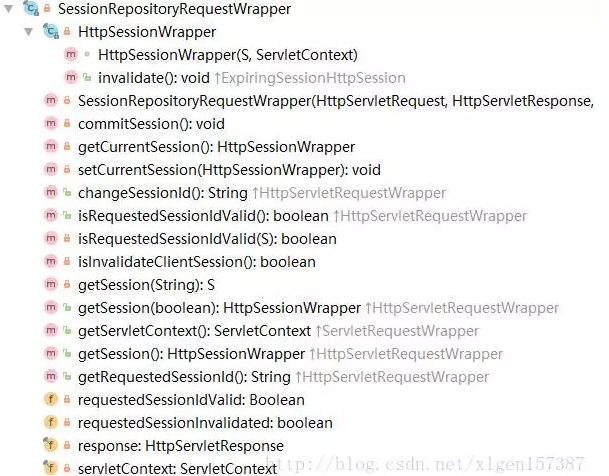 SessionRepositoryRequestWrapper
HttpSessionWrapper
HttpSessionWrapper(S, ServletContext)
invalidate(): void ↑ExpiringSessionHttpSession
SessionRepositoryRequestWrapper(HttpServletRequest, HttpServletResponse,
commitSession(): void
getCurrentSession(): HttpSessionWrapper
setCurrentSession(HttpSessionWrapper): void
changeSessionId(): String ↑HttpServletRequestWrapper
isRequestedSessionIdValid(): boolean ↑HttpServletRequestWrapper
isRequestedSessionIdValid(S): boolean
isInvalidateClientSession(): boolean
getSession(String): S
getSession(boolean): HttpSessionWrapper ↑HttpServletRequestWrapper
getServletContext(): ServletContext ↑ServletRequestWrapper
getSession(): HttpSessionWrapper ↑HttpServletRequestWrapper
getRequestedSessionId(): String ↑HttpServletRequestWrapper
requestedSessionIdValid: Boolean
requestedSessionInvalidated: boolean
response: HttpServletResponse
servletContext: ServletContext
http://blog.csdn.net/xlgen157387